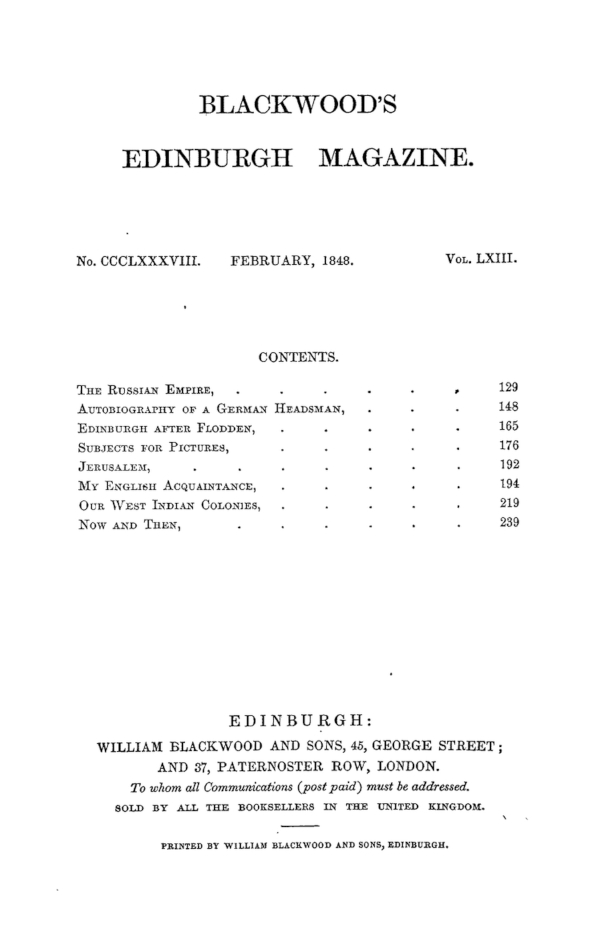 BLACKWOOD'S
EDINBURGH MAGAZINE.
No. CCCLXXXVIII. FEBRUARY, 1848. VOL. LXIII.
CONTENTS.
THE RUSSIAN EMPIRE, . . . . . . 129
AUTOBIOGRAPHY OF A GERMAN HEADSMAN, . . . 148
EDINBURGH AFTER FLODDEN, . . . . . 165
SUBJECTS FOR PICTURES, . . . . . 176
JERUSALEM, . . . . . . . 192
MY ENGLISH ACQUAINTANCE, . . . . . 194
OUR WEST INDIAN COLONIES, . . . . . 219
NOW AND THEN, . . . . . . 239
EDINBURGH:
WILLIAM BLACKWOOD AND SONS, 45, GEORGE STREET;
AND 37, PATERNOSTER ROW, LONDON.
To whom all Communications (post paid) must be addressed.
SOLD BY ALL THE BOOKSELLERS IN THE UNITED KINGDOM.
PRINTED BY WILLIAM BLACKWOOD AND SONS, EDINBURGH.